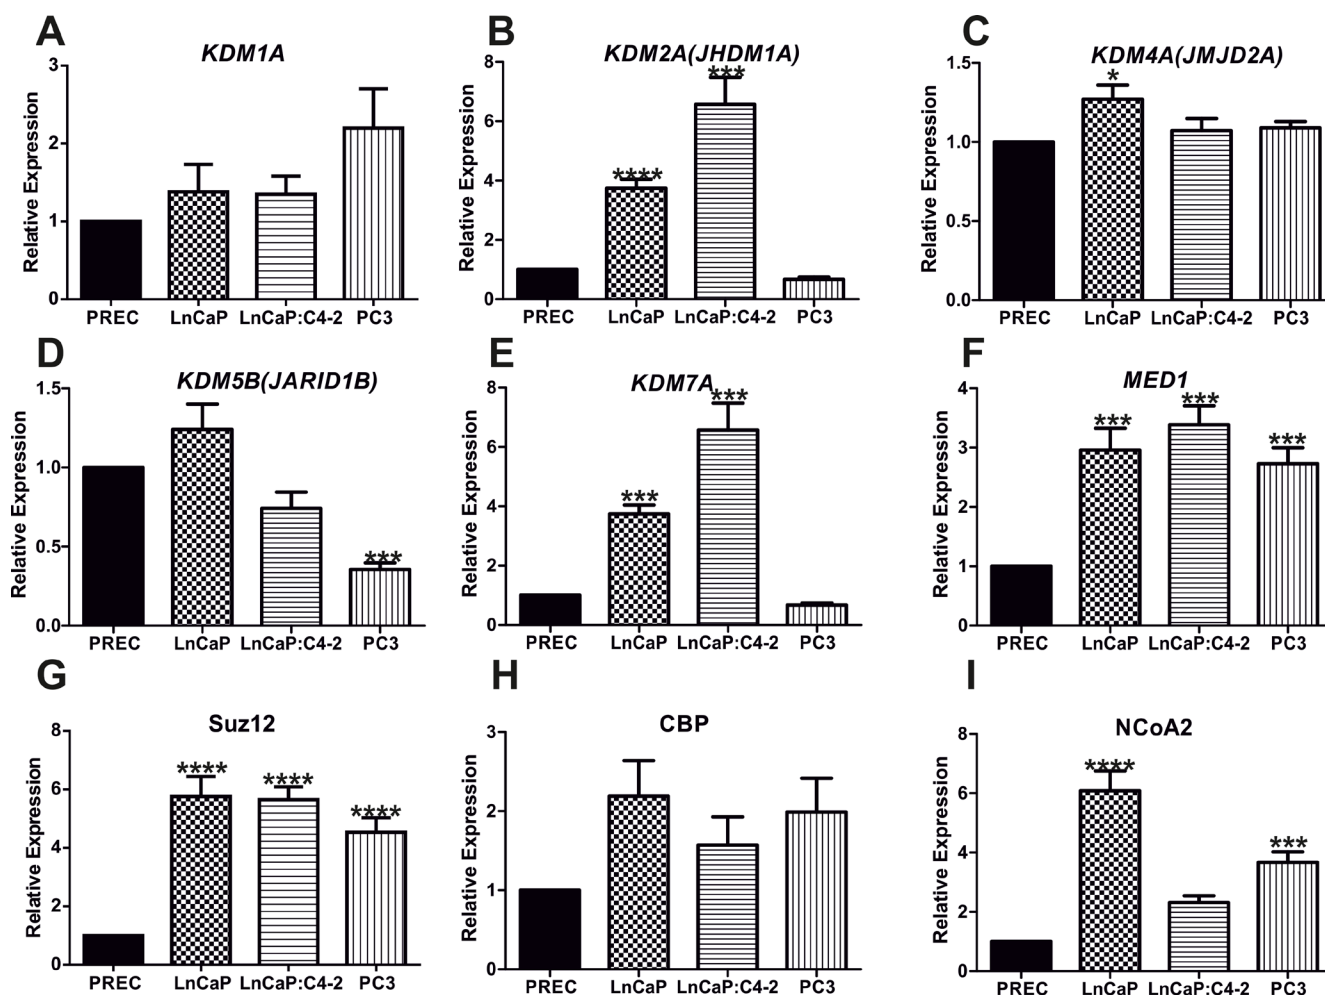 A
KDM1A
Relative Expression
3
2
1
0
PREC LnCaP LnCaP:C4-2 PC3
B
KDM2A(JHDM1A)
Relative Expression
8
6
4
2
0
****
***
PREC LnCaP LnCaP:C4-2 PC3
C
KDM4A(JMJD2A)
Relative Expression
1.5
1.0
0.5
0.0
*
PREC LnCaP LnCaP:C4-2 PC3
D
KDM5B(JARID1B)
Relative Expression
1.5
1.0
0.5
0.0
***
PREC LnCaP LnCaP:C4-2 PC3
E
KDM7A
Relative Expression
8
6
4
2
0
***
***
PREC LnCaP LnCaP:C4-2 PC3
F
MED1
Relative Expression
4
3
2
1
0
***
***
***
PREC LnCaP LnCaP:C4-2 PC3
G
Suz12
Relative Expression
8
6
4
2
0
****
****
****
PREC LnCaP LnCaP:C4-2 PC3
H
CBP
Relative Expression
3
2
1
0
PREC LnCaP LnCaP:C4-2 PC3
I
NCoA2
Relative Expression
8
6
4
2
0
****
***
PREC LnCaP LnCaP:C4-2 PC3